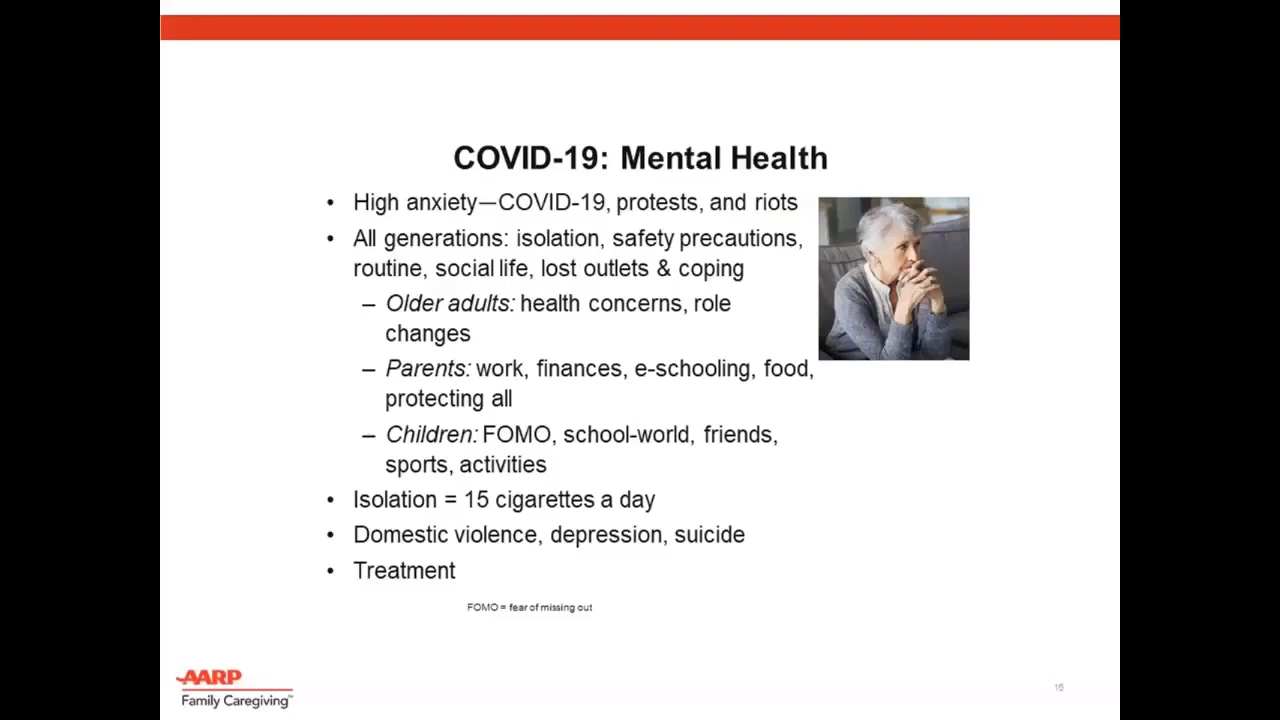 COVID-19: Mental Health
• High anxiety—COVID-19, protests, and riots
• All generations: isolation, safety precautions,
routine, social life, lost outlets & coping
– Older adults: health concerns, role
changes
– Parents: work, finances, e-schooling, food,
protecting all
– Children: FOMO, school-world, friends,
sports, activities
• Isolation = 15 cigarettes a day
• Domestic violence, depression, suicide
• Treatment
FOMO = fear of missing out
AARP
Family Caregiving™
16